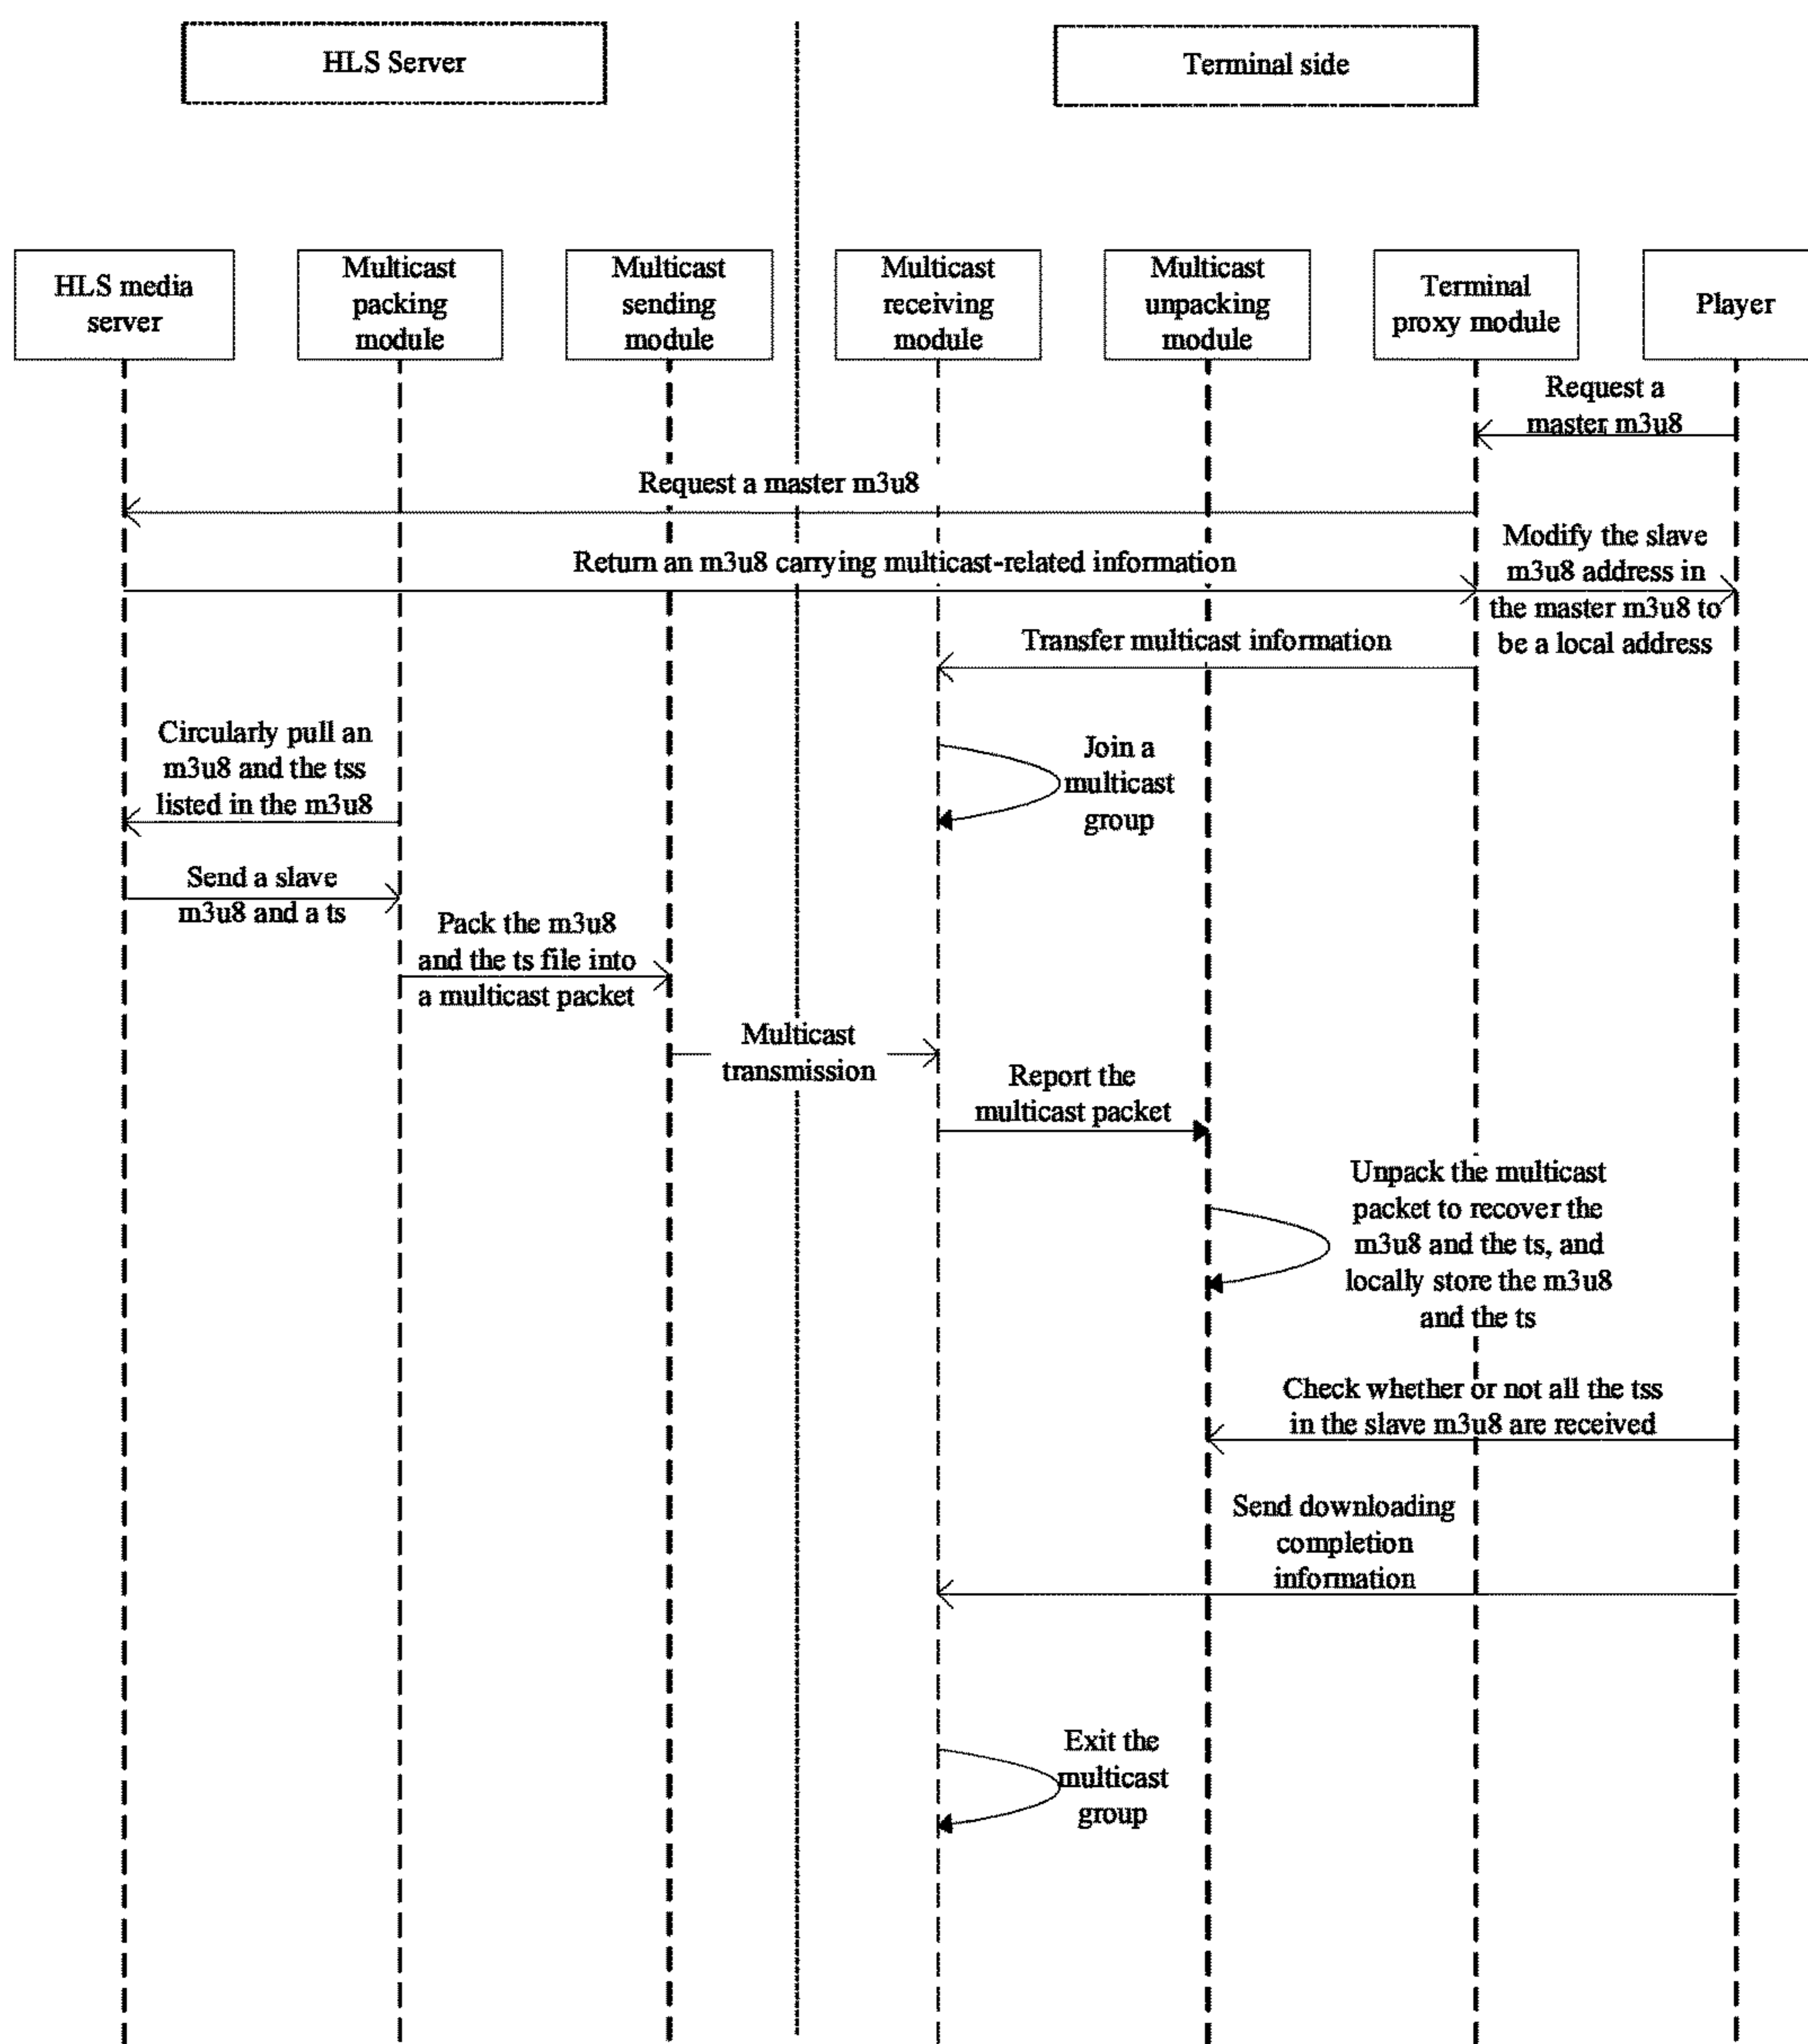 HLS Server
Terminal side
HLS media
server
Multicast
packing
module
Multicast
sending
module
Multicast
receiving
module
Multicast
unpacking
module
Terminal
proxy module
Player
Request a
master m3u8
Request a master m3u8
Return an m3u8 carrying multicast-related information
Modify the slave
m3u8 address in
the master m3u8 to
be a local address
Transfer multicast information
Circularly pull an
m3u8 and the tss
listed in the m3u8
Join a
multicast
group
Send a slave
m3u8 and a ts
Pack the m3u8
and the ts file into
a multicast packet
Multicast
transmission
Report the
multicast packet
Unpack the multicast
packet to recover the
m3u8 and the ts, and
locally store the m3u8
and the ts
Check whether or not all the tss
in the slave m3u8 are received
Send downloading
completion
information
Exit the
multicast
group